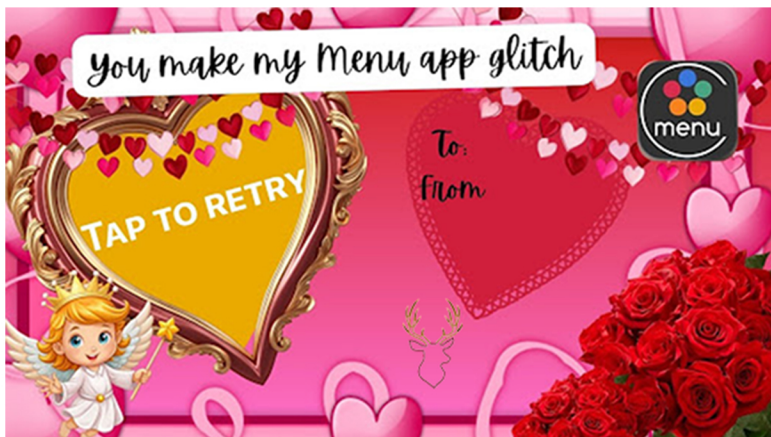 You make my Menu app glitch
menu
TAP TO RETRY
To:
From